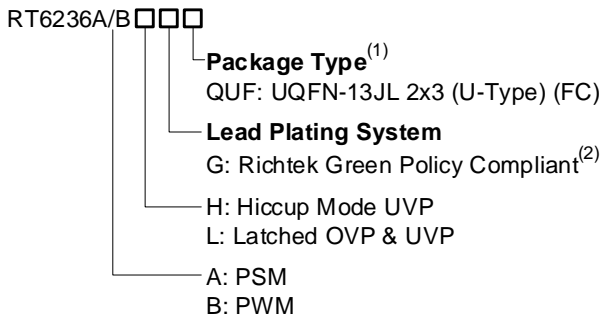 RT6236A/B□□□
Package Type(1)
QUF: UQFN-13JL 2x3 (U-Type) (FC)
Lead Plating System
G: Richtek Green Policy Compliant(2)
H: Hiccup Mode UVP
L: Latched OVP & UVP
A: PSM
B: PWM